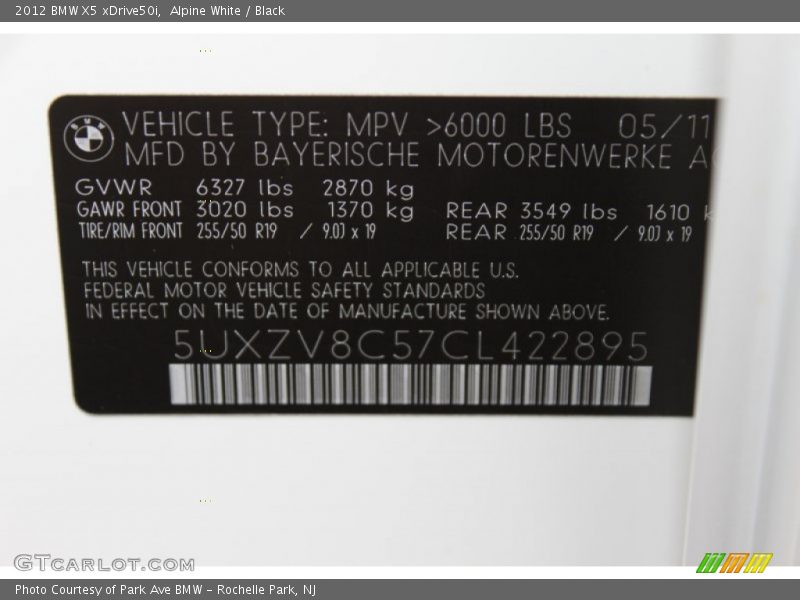 2012 BMW X5 xDrive50i,  Alpine White / Black
BMW VEHICLE TYPE: MPV >6000 LBS 05/11
MFD BY BAYERISCHE MOTORENWERKE AG
GVWR 6327 lbs 2870 kg
GAWR FRONT 3020 lbs 1370 kg REAR 3549 lbs 1610 k
TIRE/RIM FRONT 255/50 R19 / 9.0J x 19 REAR 255/50 R19 / 9.0J x 19
THIS VEHICLE CONFORMS TO ALL APPLICABLE U.S.
FEDERAL MOTOR VEHICLE SAFETY STANDARDS
IN EFFECT ON THE DATE OF MANUFACTURE SHOWN ABOVE.
5UXZV8C57CL422895
GTCARLOT.COM
Photo Courtesy of Park Ave BMW - Rochelle Park, NJ